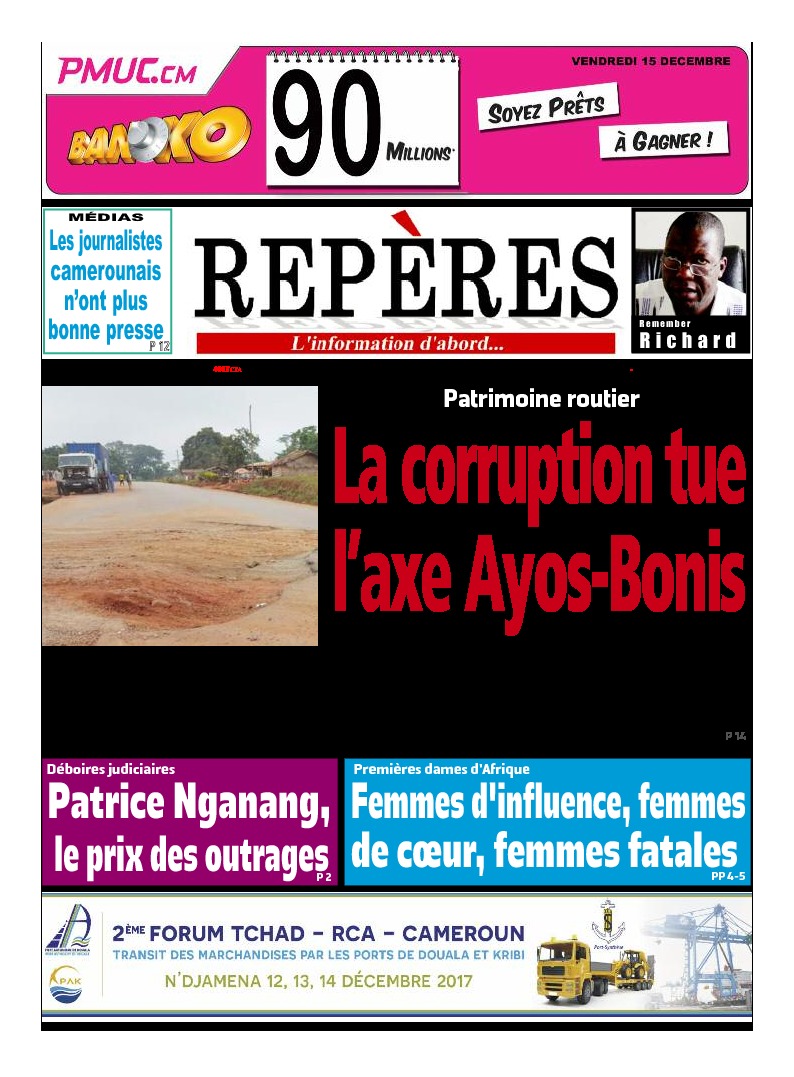 PMUC.CM
VENDREDI 15 DECEMBRE
BANKO
90
MILLIONS*
SOYEZ PRÊTS
À GAGNER !
MÉDIAS
Les journalistes
camerounais
n'ont plus
bonne presse
P 12
REPÈRES
L'information d'abord...
Remember
Richard
Patrimoine routier
La corruption tue
l'axe Ayos-Bonis
P 14
Déboires judiciaires
Patrice Nganang,
le prix des outrages
P 2
Premières dames d'Afrique
Femmes d'influence, femmes
de cœur, femmes fatales
PP 4-5
2ÈME FORUM TCHAD – RCA – CAMEROUN
TRANSIT DES MARCHANDISES PAR LES PORTS DE DOUALA ET KRIBI
N'DJAMENA 12, 13, 14 DÉCEMBRE 2017
PAK